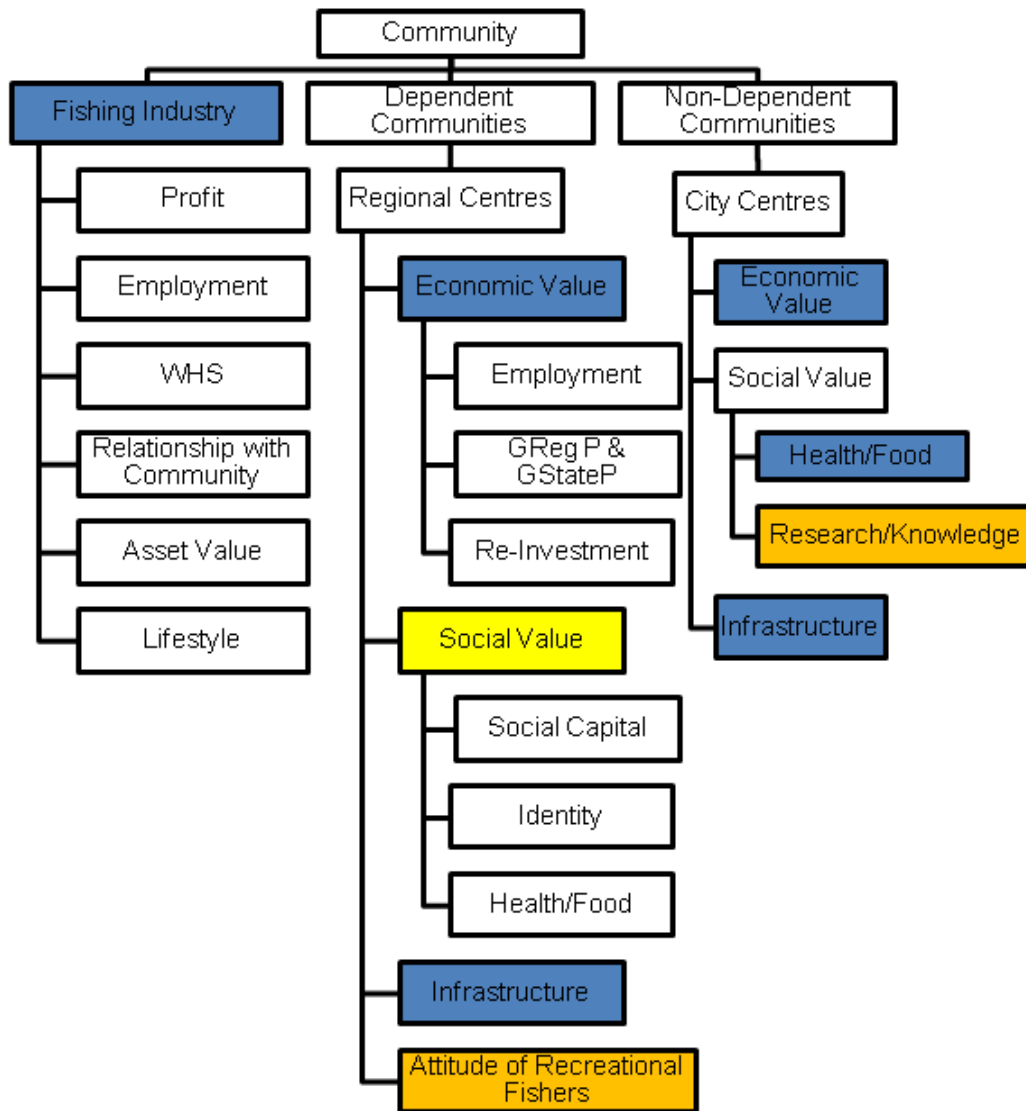 Community
Fishing Industry
Profit
Employment
WHS
Relationship with
Community
Asset Value
Lifestyle
Dependent
Communities
Regional Centres
Economic Value
Employment
GReg P &
GStateP
Re-Investment
Social Value
Social Capital
Identity
Health/Food
Infrastructure
Attitude of Recreational
Fishers
Non-Dependent
Communities
City Centres
Economic
Value
Social Value
Health/Food
Research/Knowledge
Infrastructure